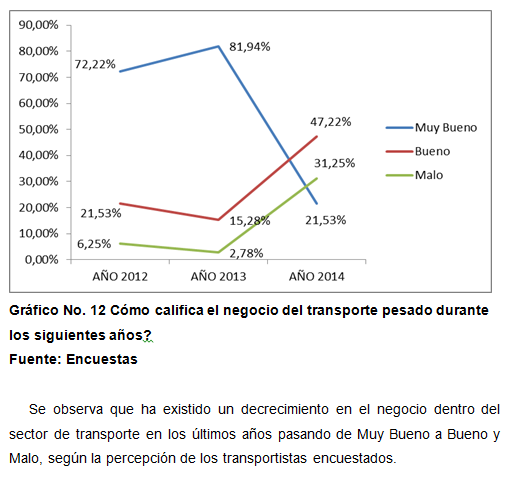 90,00%
80,00%
70,00%
60,00%
50,00%
40,00%
30,00%
20,00%
10,00%
0,00%
72,22%
81,94%
21,53%
47,22%
21,53%
15,28%
31,25%
6,25%
2,78%
AÑO 2012
AÑO 2013
AÑO 2014
Muy Bueno
Bueno
Malo
Gráfico No. 12 Cómo califica el negocio del transporte pesado durante
los siguientes años?
Fuente: Encuestas
Se observa que ha existido un decrecimiento en el negocio dentro del
sector de transporte en los últimos años pasando de Muy Bueno a Bueno y
Malo, según la percepción de los transportistas encuestados.